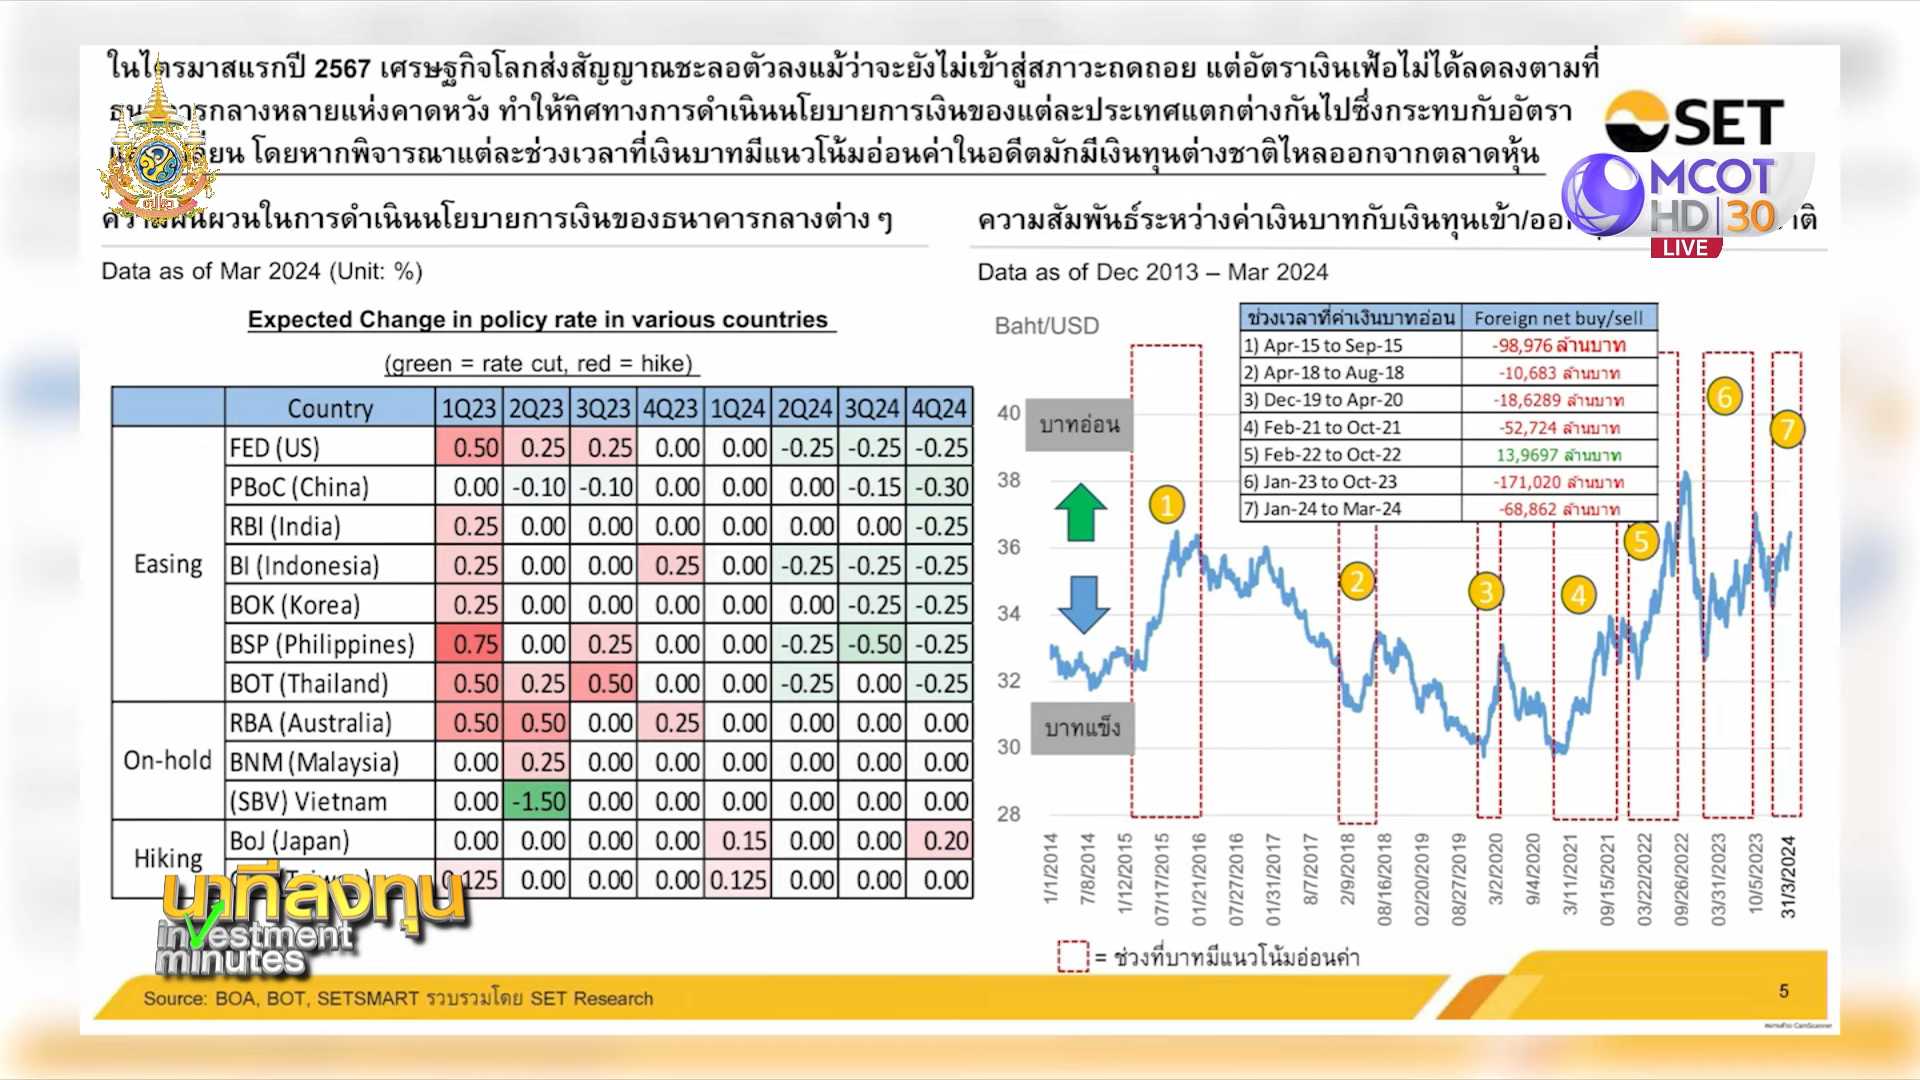 ในไตรมาสแรกปี 2567 เศรษฐกิจโลกส่งสัญญาณชะลอตัวลงแม้ว่าจะยังไม่เข้าสู่สภาวะถดถอย แต่อัตราเงินเฟ้อไม่ได้ลดลงตามที่
กลางหลายแห่งคาดหวัง ทำให้ทิศทางการดำเนินนโยบายการเงินของแต่ละประเทศแตกต่างกันไปซึ่งกระทบกับอัตรา
โดยหากพิจารณาแต่ละช่วงเวลาที่เงินบาทมีแนวโน้มอ่อนค่าในอดีตมักมีเงินทุนต่างชาติไหลออกจากตลาดหุ้น
SET
MCOT
HD 30
LIVE
ความผันผวนในการดำเนินนโยบายการเงินของธนาคารกลางต่าง ๆ
Data as of Mar 2024 (Unit: %)
Expected Change in policy rate in various countries
(green = rate cut, red = hike)
Country 1Q23 2Q23 3Q23 4Q23 1Q24 2Q24 3Q24 4Q24
Easing
FED (US) 0.50 0.25 0.25 0.00 0.00 -0.25 -0.25 -0.25
PBoC (China) 0.00 -0.10 -0.10 0.00 0.00 0.00 -0.15 -0.30
RBI (India) 0.25 0.00 0.00 0.00 0.00 0.00 0.00 -0.25
BI (Indonesia) 0.25 0.00 0.00 0.25 0.00 -0.25 -0.25 -0.25
BOK (Korea) 0.25 0.00 0.00 0.00 0.00 0.00 -0.25 -0.25
BSP (Philippines) 0.75 0.00 0.25 0.00 0.00 -0.25 -0.50 -0.25
BOT (Thailand) 0.50 0.25 0.50 0.00 0.00 -0.25 0.00 -0.25
On-hold
RBA (Australia) 0.50 0.50 0.00 0.25 0.00 0.00 0.00 0.00
BNM (Malaysia) 0.00 0.25 0.00 0.00 0.00 0.00 0.00 0.00
(SBV) Vietnam 0.00 -1.50 0.00 0.00 0.00 0.00 0.00 0.00
Hiking
BoJ (Japan) 0.00 0.00 0.00 0.00 0.15 0.00 0.00 0.20
0.125 0.00 0.00 0.00 0.125 0.00 0.00 0.00
ความสัมพันธ์ระหว่างค่าเงินบาทกับเงินทุนเข้า/ออก
Data as of Dec 2013 – Mar 2024
Baht/USD
ช่วงเวลาที่ค่าเงินบาทอ่อน Foreign net buy/sell
1) Apr-15 to Sep-15 -98,976 ล้านบาท
2) Apr-18 to Aug-18 -10,683 ล้านบาท
3) Dec-19 to Apr-20 -18,6289 ล้านบาท
4) Feb-21 to Oct-21 -52,724 ล้านบาท
5) Feb-22 to Oct-22 13,9697 ล้านบาท
6) Jan-23 to Oct-23 -171,020 ล้านบาท
7) Jan-24 to Mar-24 -68,862 ล้านบาท
40
38
36
34
32
30
28
บาทอ่อน
บาทแข็ง
1
2
3
4
5
6
7
1/1/2014
7/8/2014
1/12/2015
07/17/2015
01/21/2016
07/27/2016
01/31/2017
8/7/2017
2/9/2018
08/16/2018
02/20/2019
08/27/2019
3/2/2020
9/4/2020
3/11/2021
09/15/2021
03/22/2022
09/26/2022
03/31/2023
10/5/2023
31/3/2024
= ช่วงที่บาทมีแนวโน้มอ่อนค่า
นาทีลงทุน
investment
minutes
Source: BOA, BOT, SETSMART รวบรวมโดย SET Research
5
สแกนด้วย CamScanner